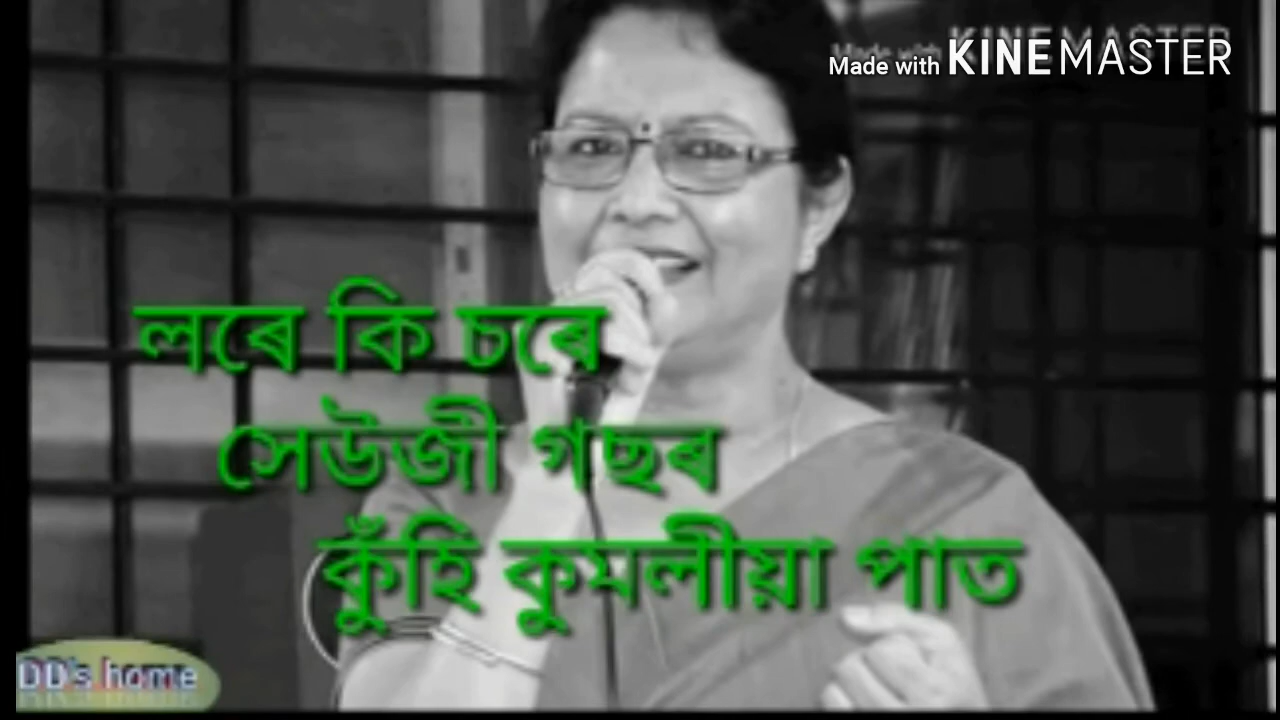 Made with KINEMASTER
লৰে কি চৰে
সেউজী গছৰ
কুঁহি কুমলীয়া পাত
DD's home